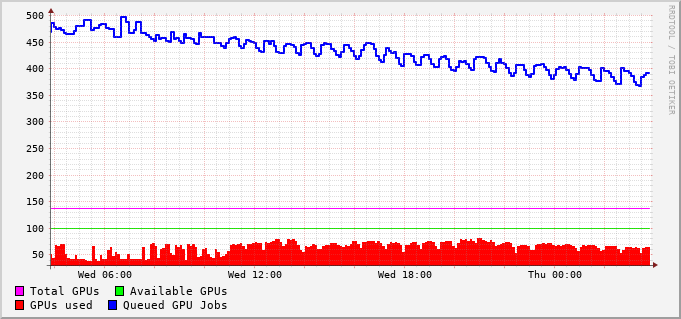 500
450
400
350
300
250
200
150
100
50
Wed 06:00 Wed 12:00 Wed 18:00 Thu 00:00
Total GPUs Available GPUs
GPUs used Queued GPU Jobs
RRDTOOL / TOBI OETIKER